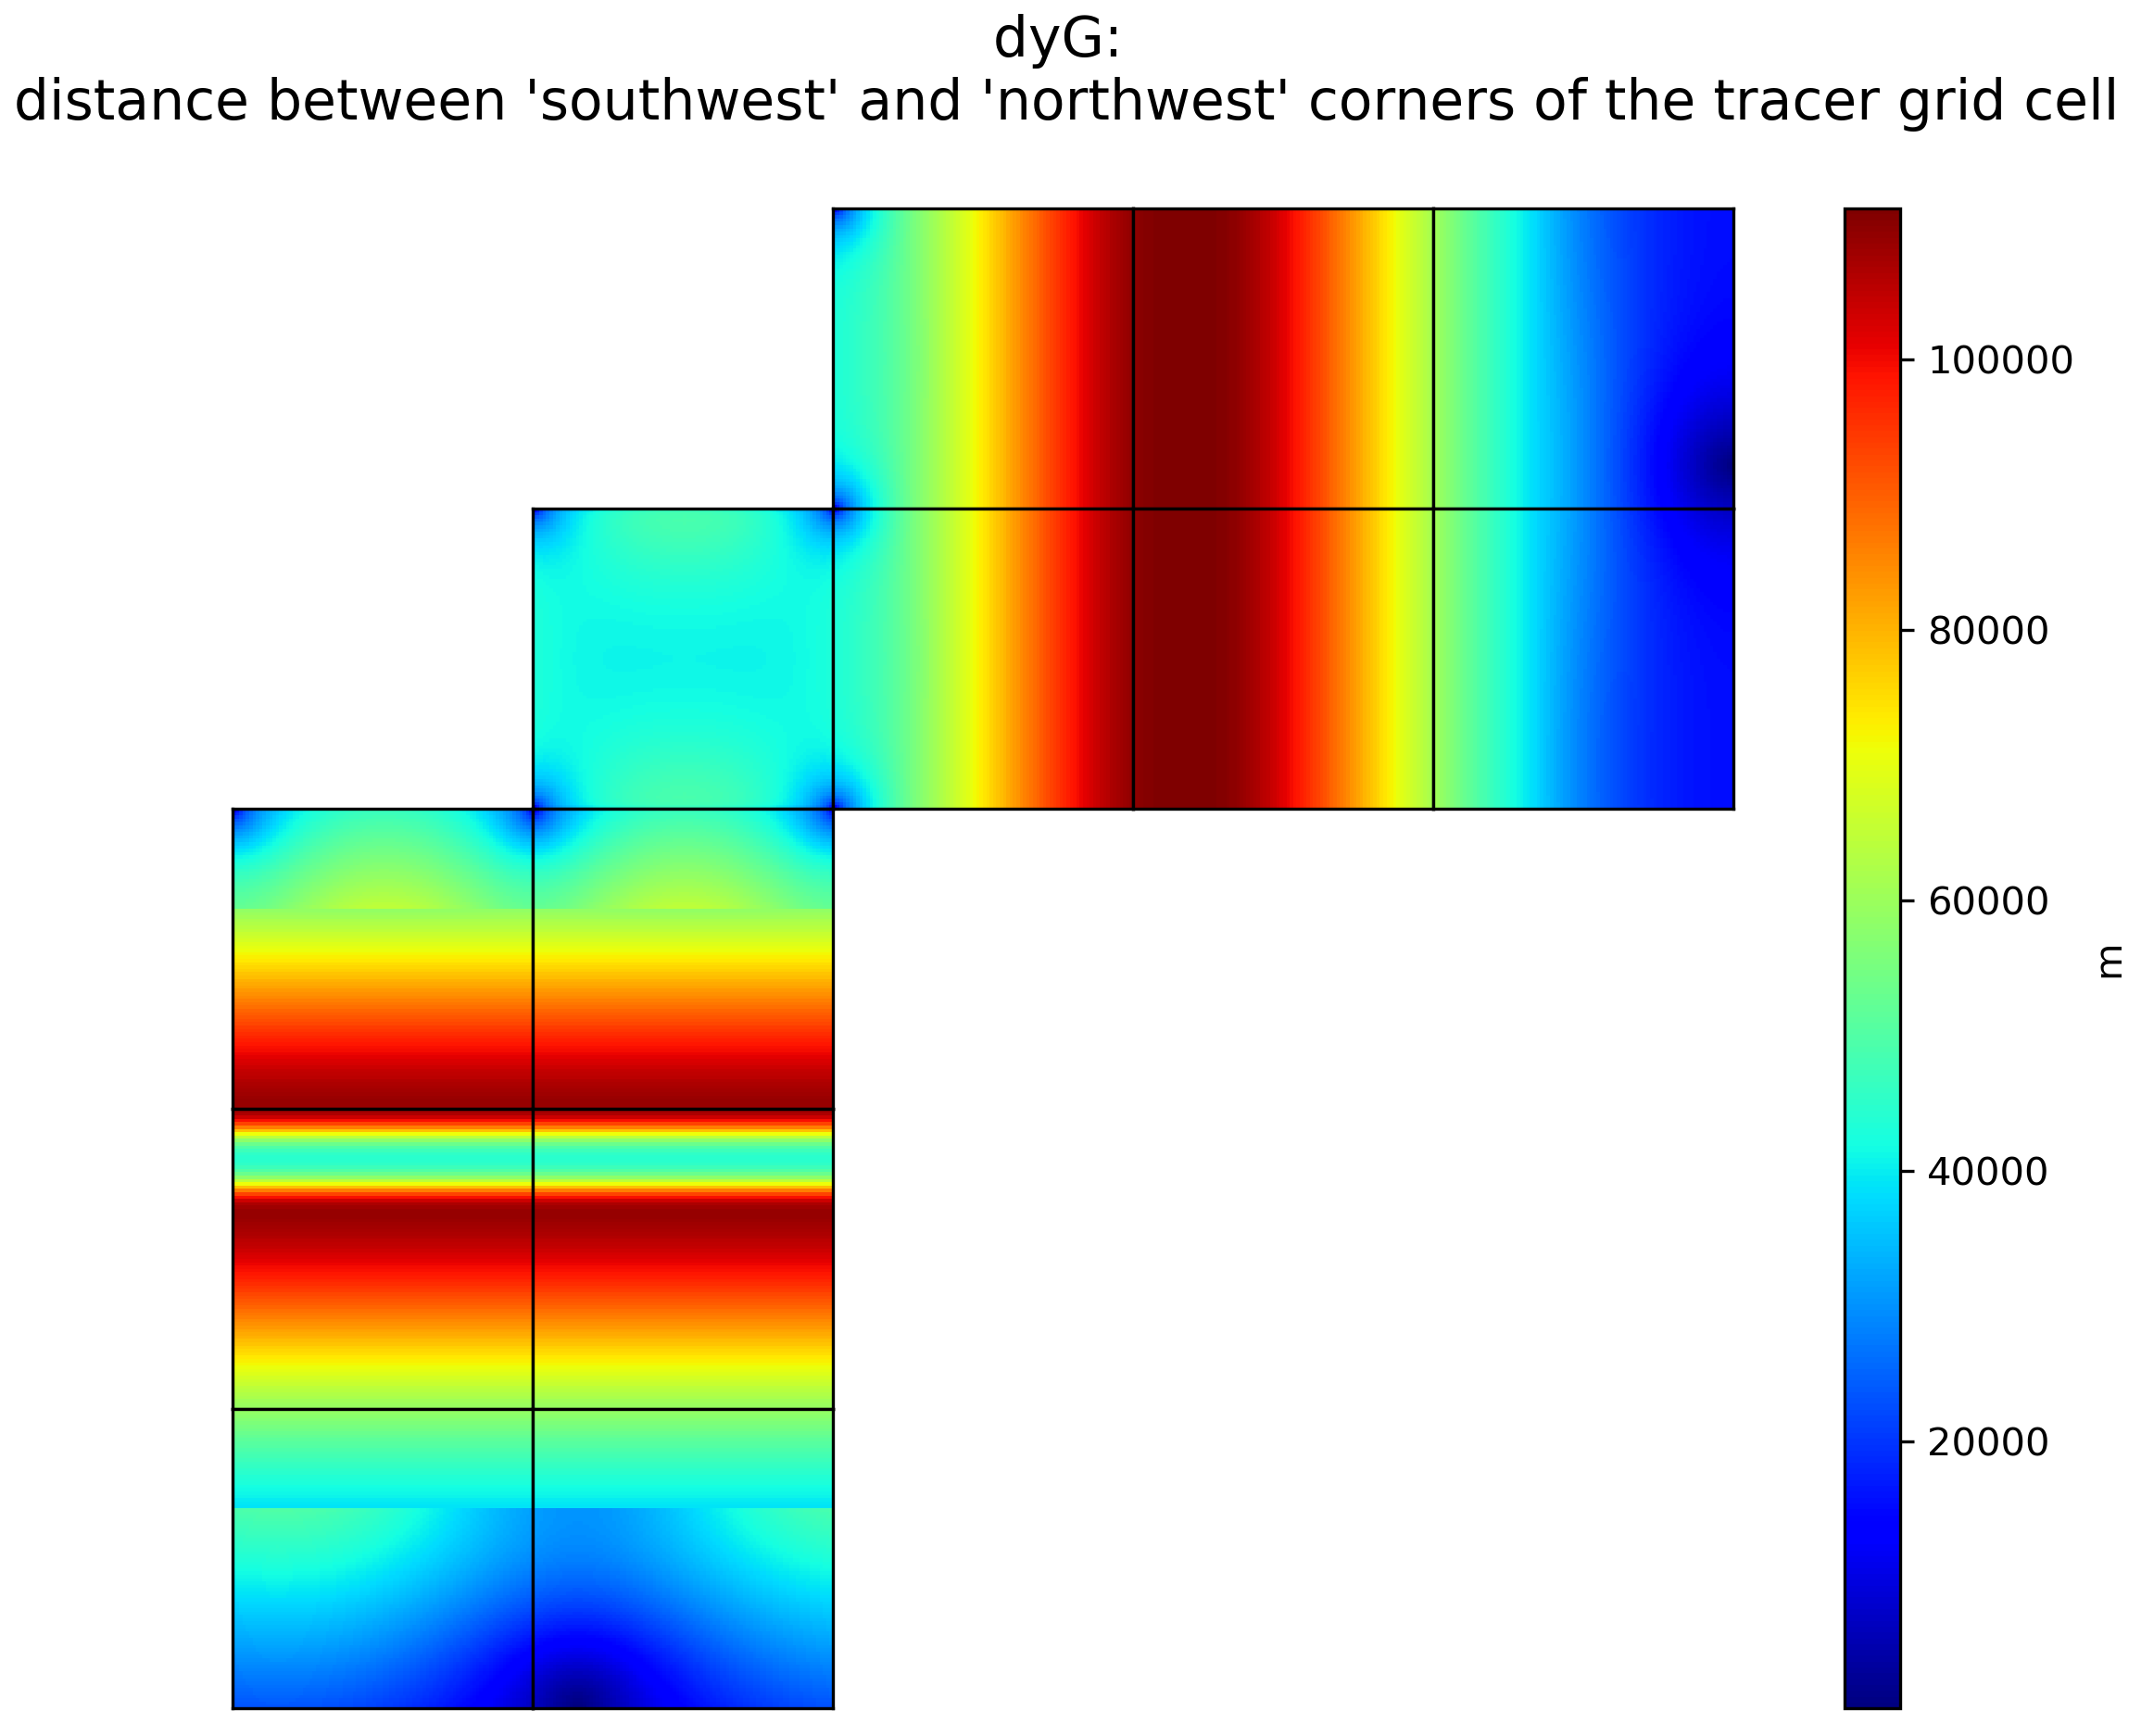 dyG:
distance between 'southwest' and 'northwest' corners of the tracer grid cell
100000
80000
60000
m
40000
20000